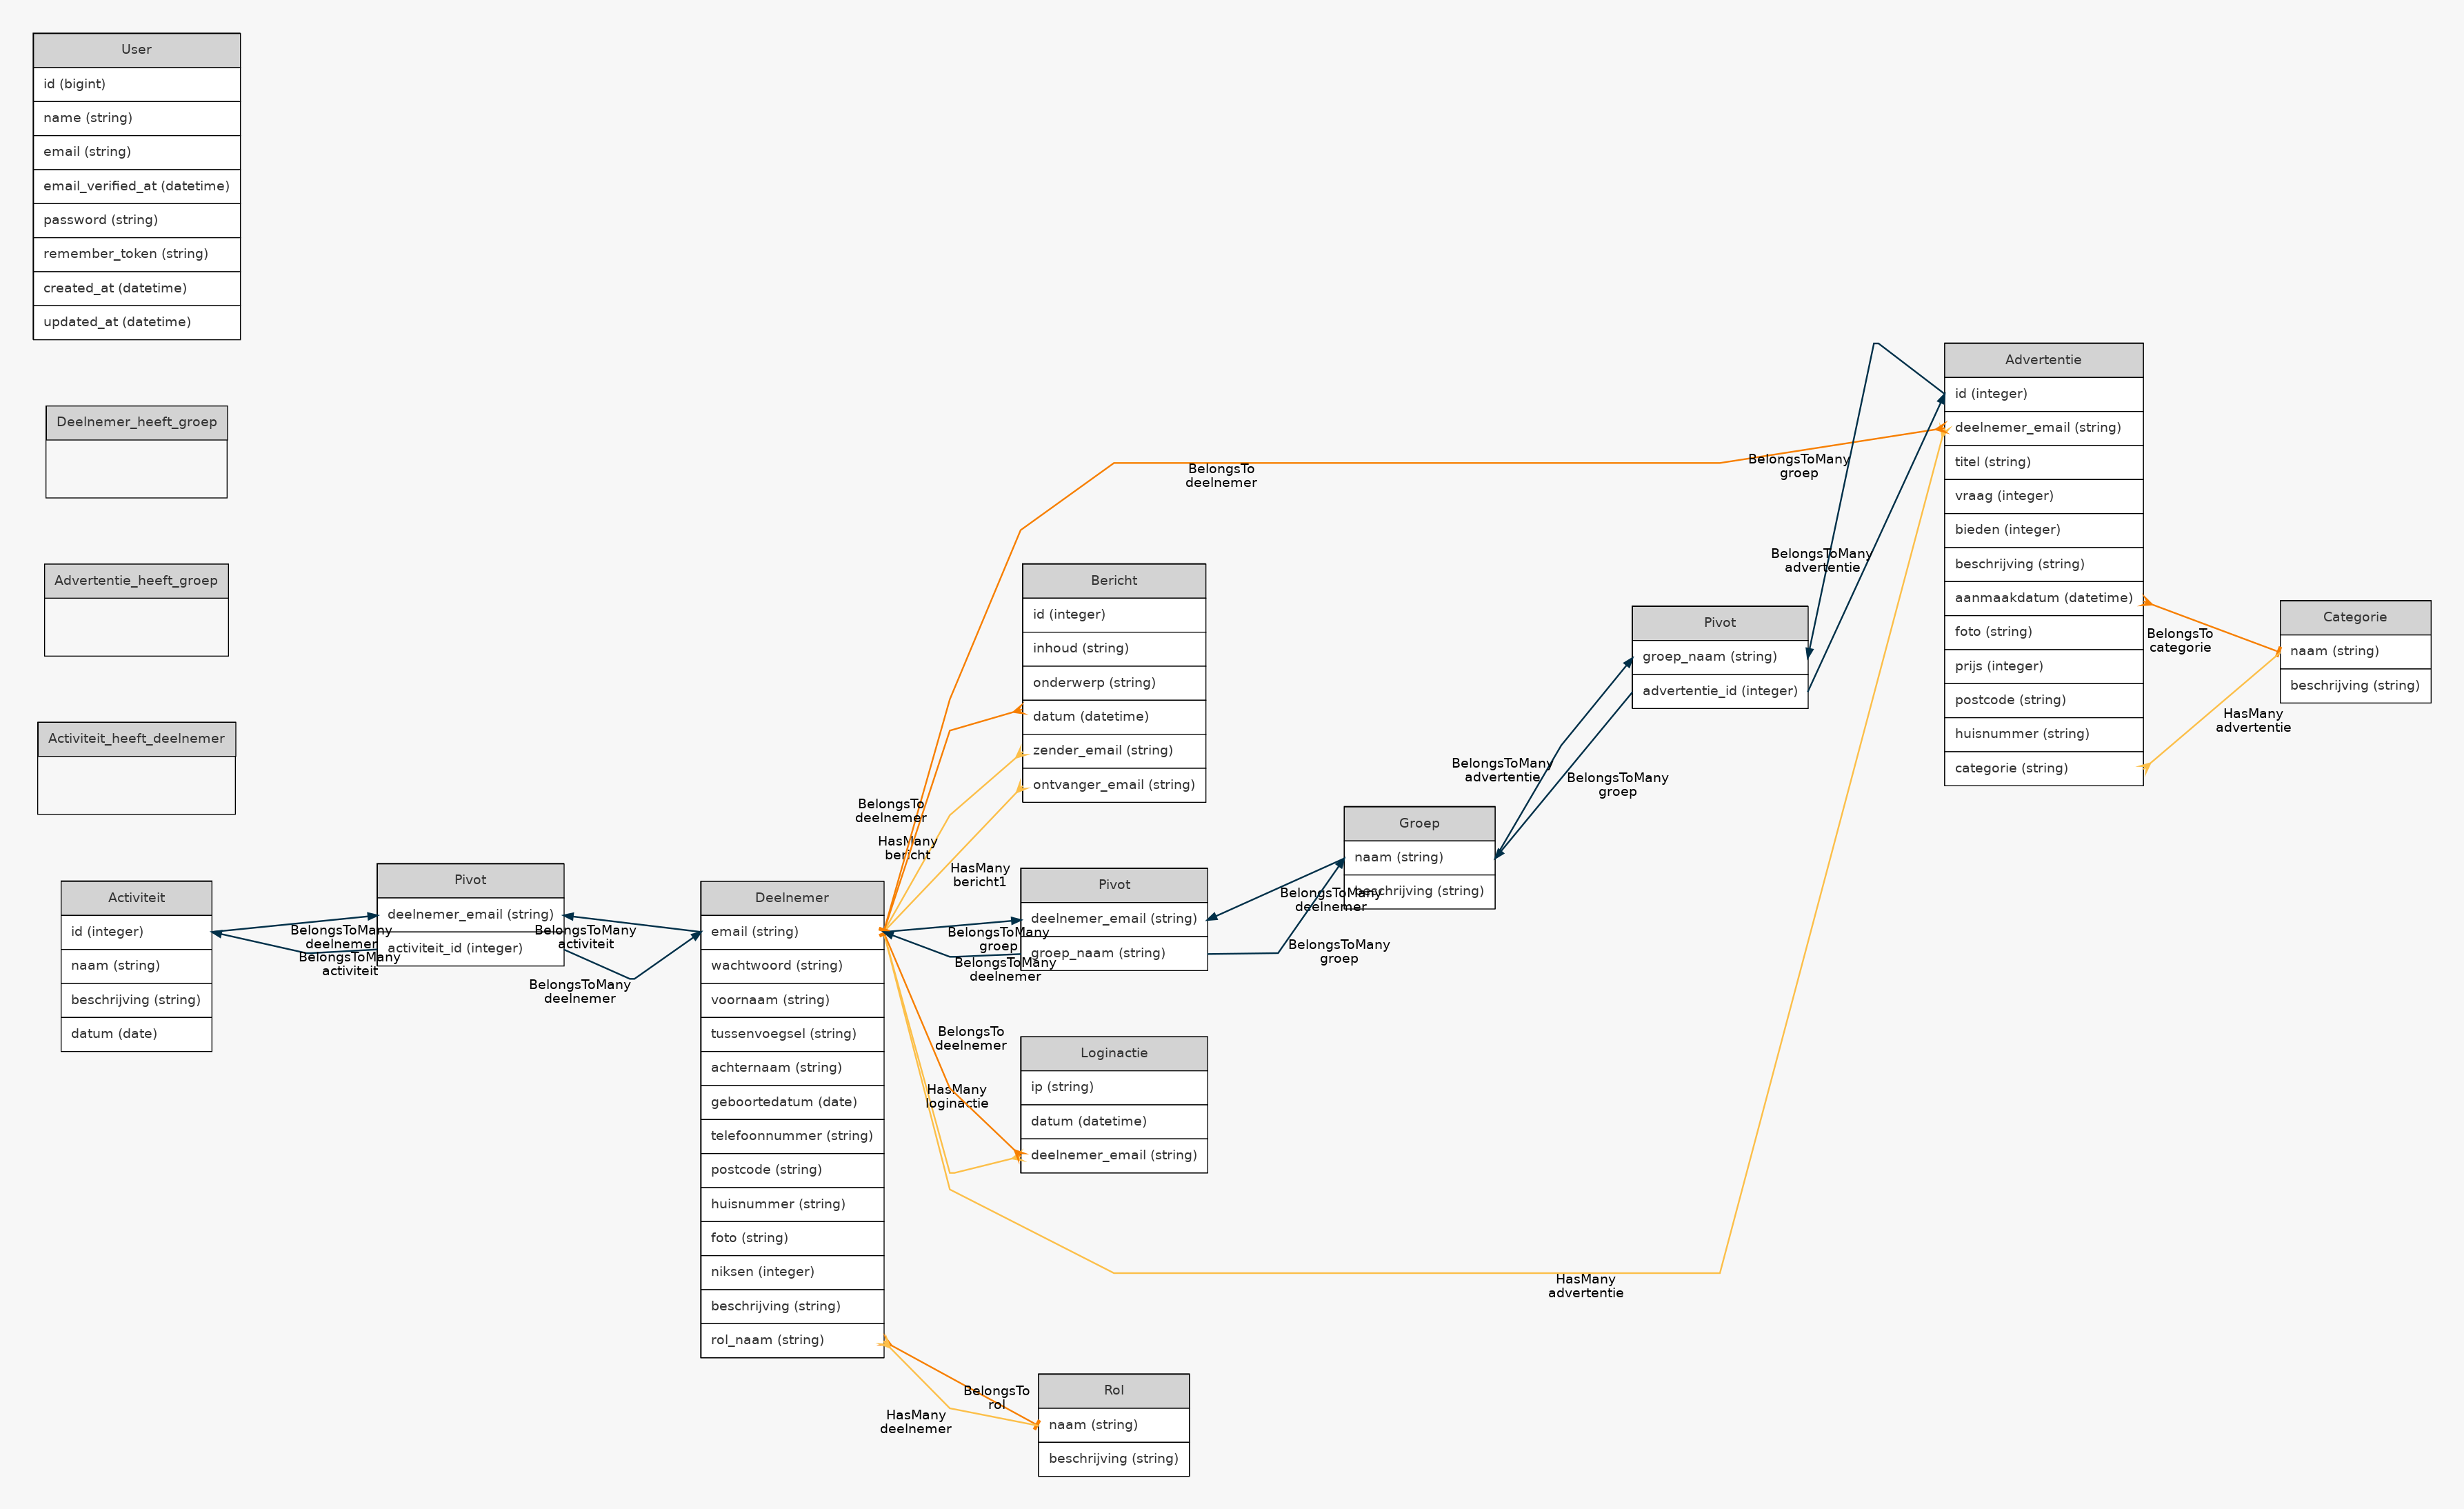 User
id (bigint)
name (string)
email (string)
email_verified_at (datetime)
password (string)
remember_token (string)
created_at (datetime)
updated_at (datetime)
Deelnemer_heeft_groep
Advertentie_heeft_groep
Activiteit_heeft_deelnemer
Activiteit
id (integer)
naam (string)
beschrijving (string)
datum (date)
BelongsToMany
deelnemer
BelongsToMany
activiteit
Pivot
deelnemer_email (string)
activiteit_id (integer)
BelongsToMany
activiteit
BelongsToMany
deelnemer
Deelnemer
email (string)
wachtwoord (string)
voornaam (string)
tussenvoegsel (string)
achternaam (string)
geboortedatum (date)
telefoonnummer (string)
postcode (string)
huisnummer (string)
foto (string)
niksen (integer)
beschrijving (string)
rol_naam (string)
BelongsTo
deelnemer
BelongsTo
deelnemer
HasMany
bericht
HasMany
bericht1
BelongsToMany
groep
BelongsToMany
deelnemer
BelongsTo
deelnemer
HasMany
loginactie
HasMany
advertentie
BelongsTo
rol
HasMany
deelnemer
Bericht
id (integer)
inhoud (string)
onderwerp (string)
datum (datetime)
zender_email (string)
ontvanger_email (string)
Pivot
deelnemer_email (string)
groep_naam (string)
Loginactie
ip (string)
datum (datetime)
deelnemer_email (string)
Rol
naam (string)
beschrijving (string)
BelongsToMany
deelnemer
BelongsToMany
groep
Groep
naam (string)
beschrijving (string)
BelongsToMany
advertentie
BelongsToMany
groep
Pivot
groep_naam (string)
advertentie_id (integer)
BelongsToMany
groep
BelongsToMany
advertentie
Advertentie
id (integer)
deelnemer_email (string)
titel (string)
vraag (integer)
bieden (integer)
beschrijving (string)
aanmaakdatum (datetime)
foto (string)
prijs (integer)
postcode (string)
huisnummer (string)
categorie (string)
BelongsTo
categorie
HasMany
advertentie
Categorie
naam (string)
beschrijving (string)